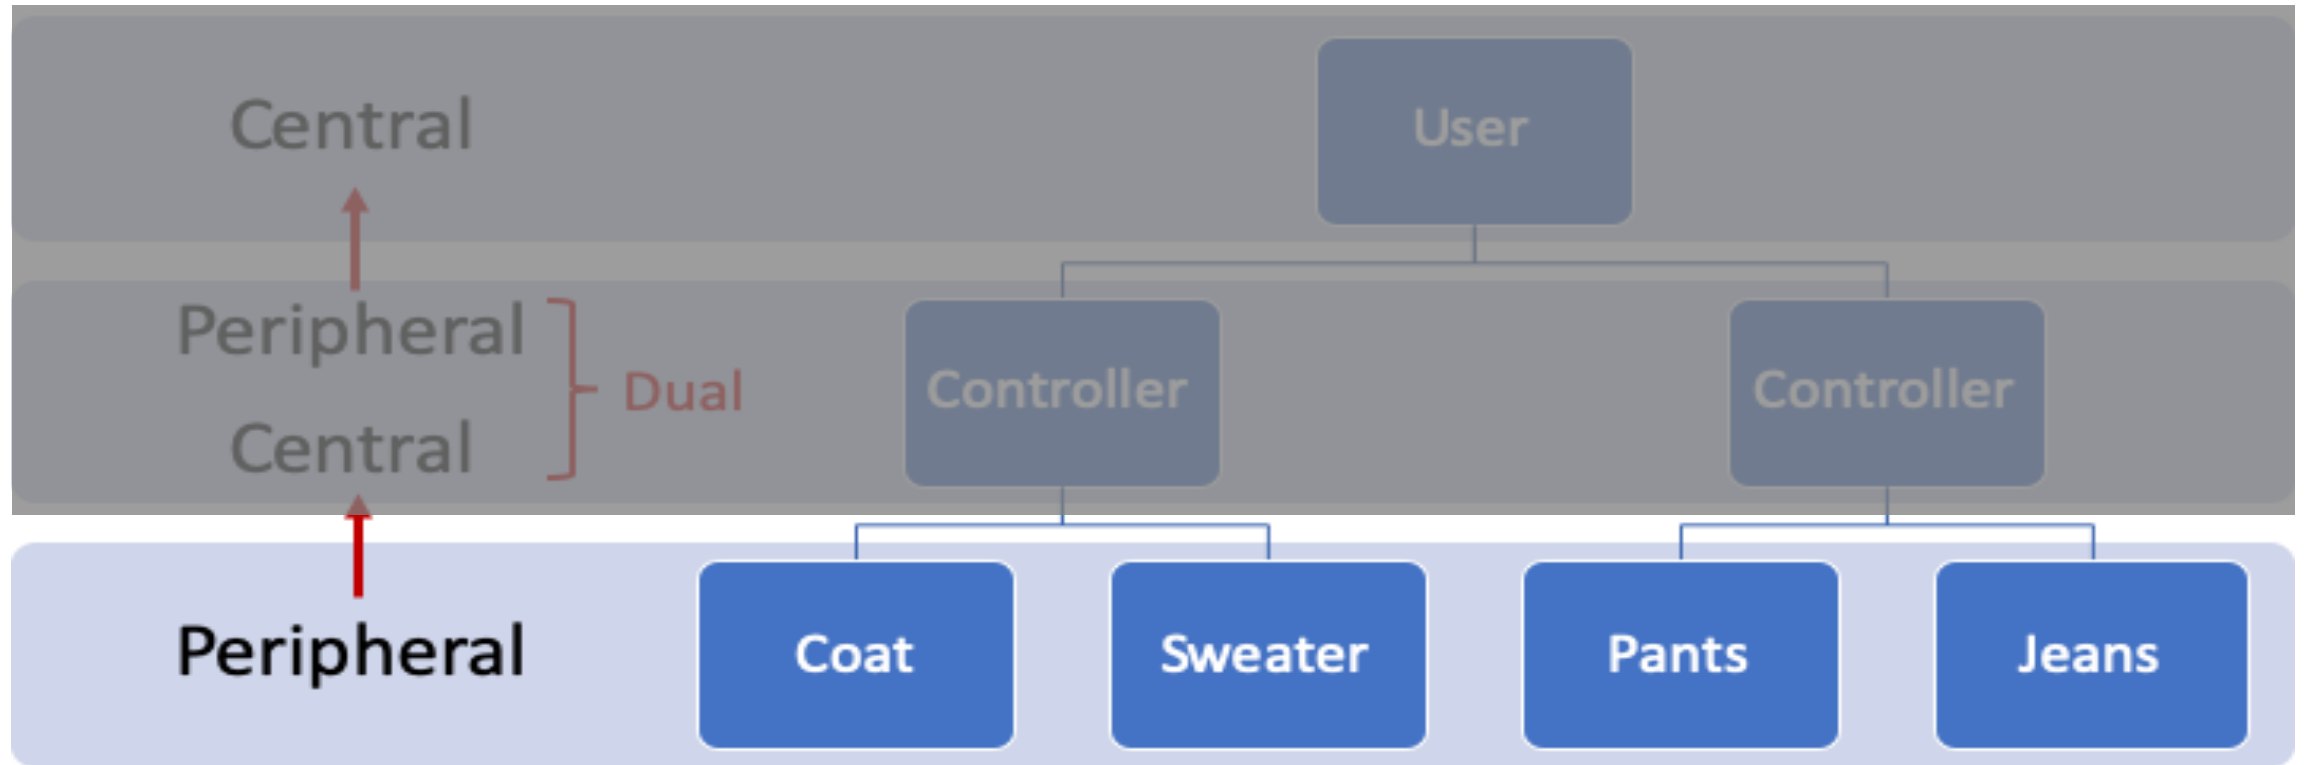 Central
User
Peripheral
Central
Dual
Controller
Controller
Peripheral
Coat
Sweater
Pants
Jeans